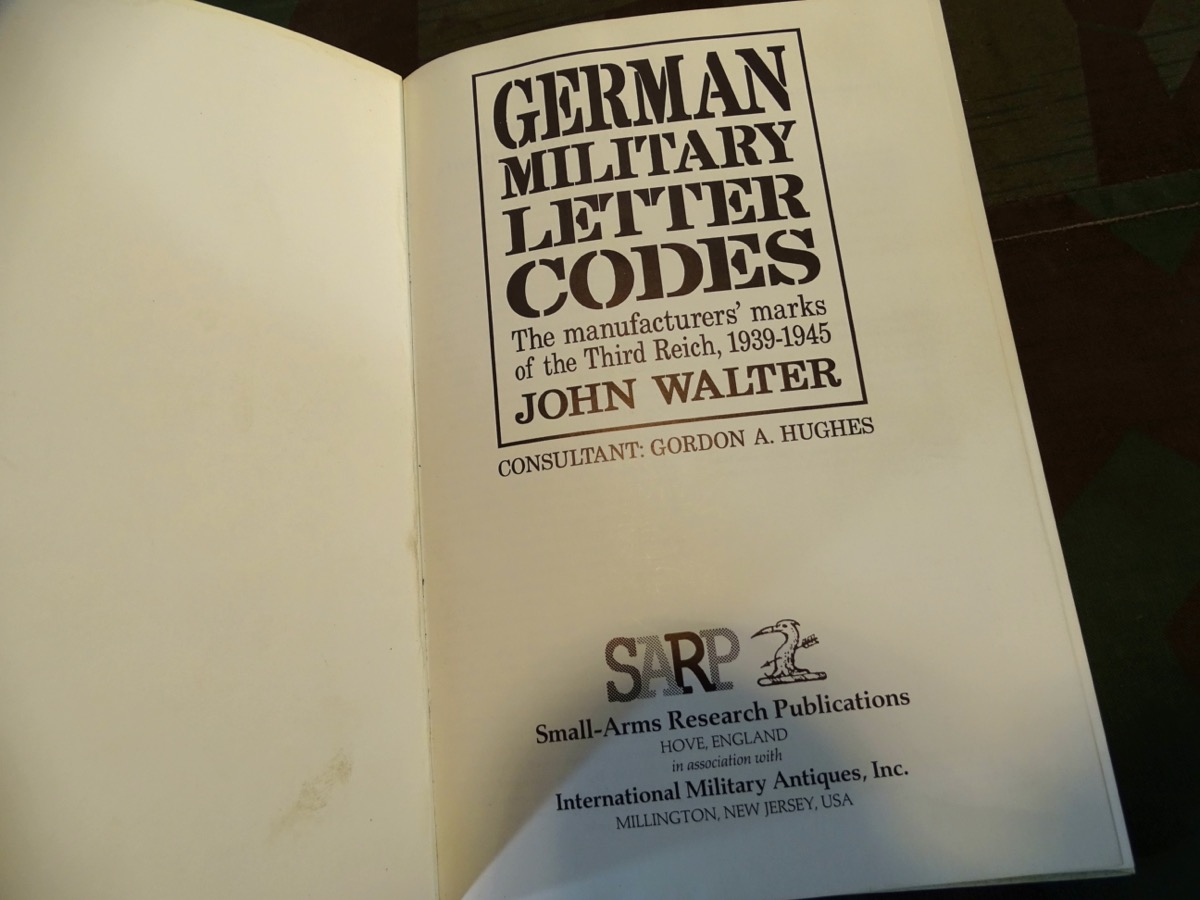 GERMAN
MILITARY
LETTER
CODES
The manufacturers' marks
of the Third Reich, 1939-1945
JOHN WALTER
CONSULTANT: GORDON A. HUGHES
SARP
Small-Arms Research Publications
HOVE, ENGLAND
in association with
International Military Antiques, Inc.
MILLINGTON, NEW JERSEY, USA